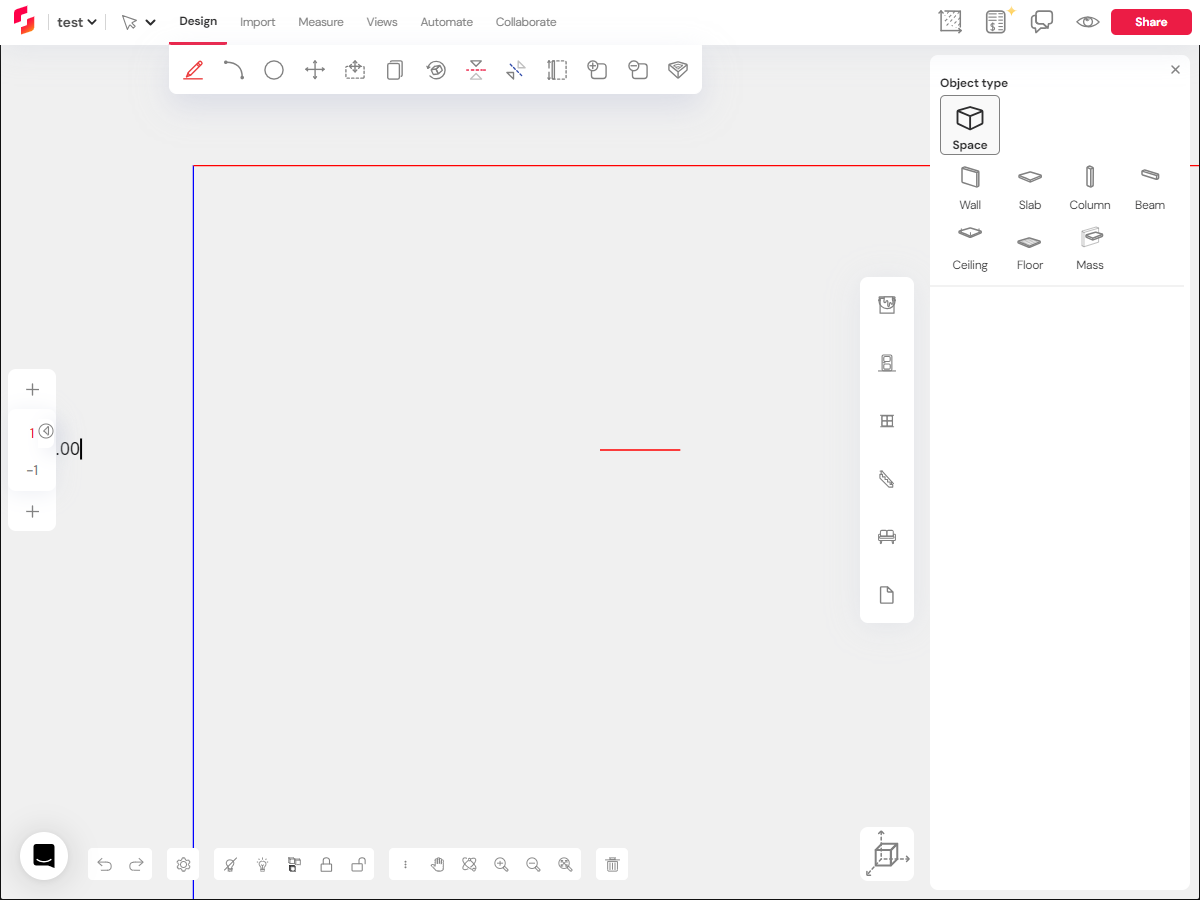 test
Design
Import
Measure
Views
Automate
Collaborate
Share
Object type
Space
Wall
Slab
Column
Beam
Ceiling
Floor
Mass
1
.00
-1